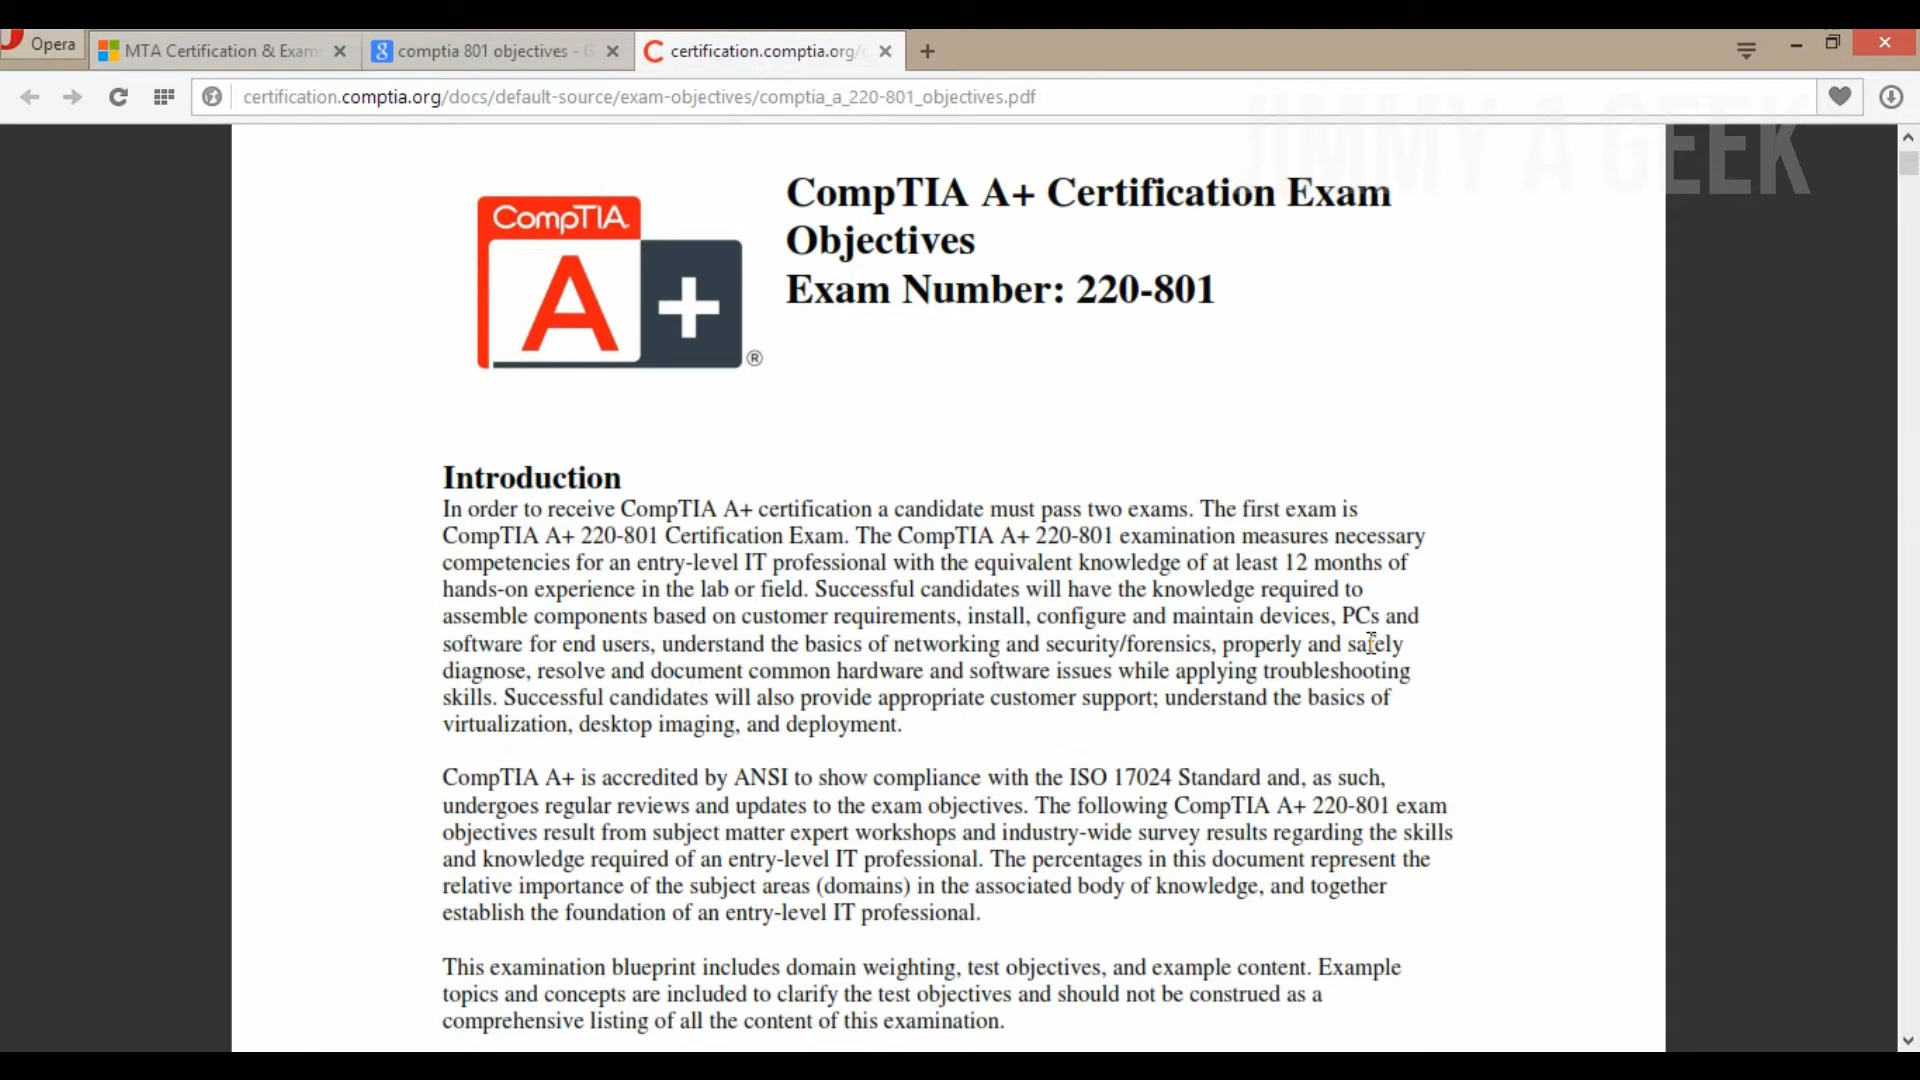 Opera
MTA Certification & Exam
comptia 801 objectives - G
certification.comptia.org/
certification.comptia.org/docs/default-source/exam-objectives/comptia_a_220-801_objectives.pdf
JIMMY A GEEK
CompTIA A+ Certification Exam
Objectives
Exam Number: 220-801
CompTIA
A+
®
Introduction
In order to receive CompTIA A+ certification a candidate must pass two exams. The first exam is
CompTIA A+ 220-801 Certification Exam. The CompTIA A+ 220-801 examination measures necessary
competencies for an entry-level IT professional with the equivalent knowledge of at least 12 months of
hands-on experience in the lab or field. Successful candidates will have the knowledge required to
assemble components based on customer requirements, install, configure and maintain devices, PCs and
software for end users, understand the basics of networking and security/forensics, properly and safely
diagnose, resolve and document common hardware and software issues while applying troubleshooting
skills. Successful candidates will also provide appropriate customer support; understand the basics of
virtualization, desktop imaging, and deployment.
CompTIA A+ is accredited by ANSI to show compliance with the ISO 17024 Standard and, as such,
undergoes regular reviews and updates to the exam objectives. The following CompTIA A+ 220-801 exam
objectives result from subject matter expert workshops and industry-wide survey results regarding the skills
and knowledge required of an entry-level IT professional. The percentages in this document represent the
relative importance of the subject areas (domains) in the associated body of knowledge, and together
establish the foundation of an entry-level IT professional.
This examination blueprint includes domain weighting, test objectives, and example content. Example
topics and concepts are included to clarify the test objectives and should not be construed as a
comprehensive listing of all the content of this examination.